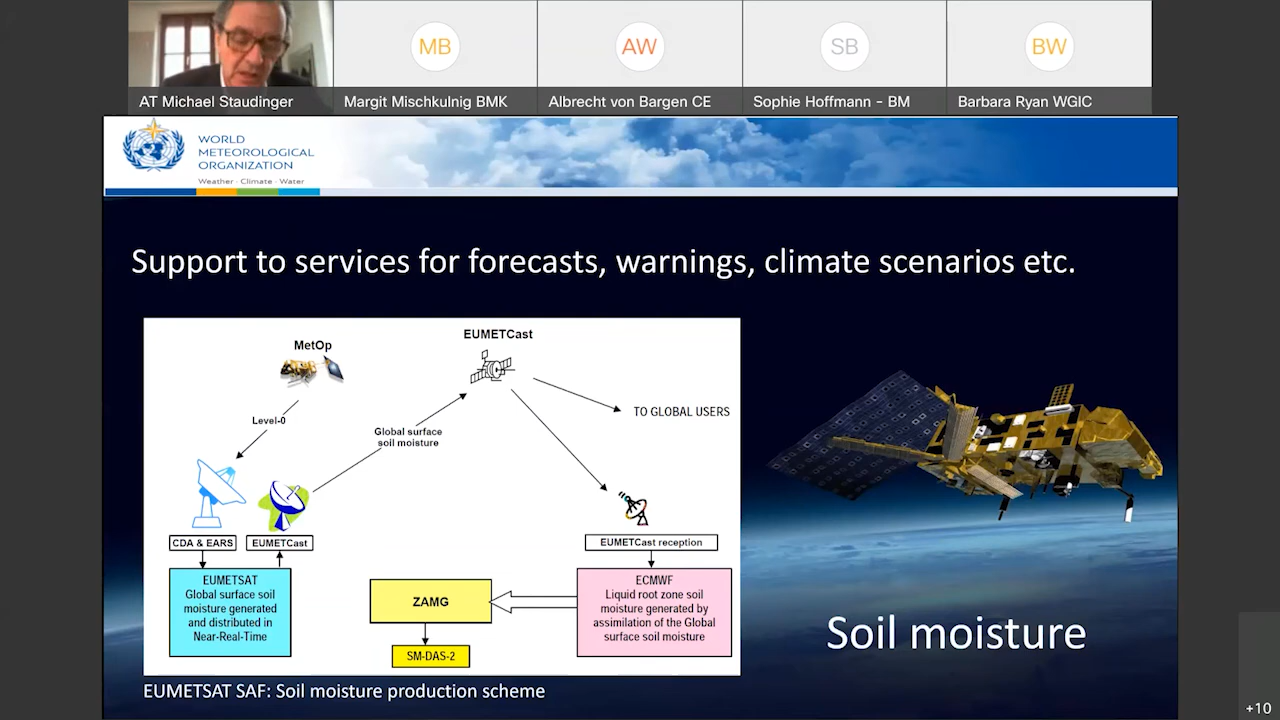 MB
AW
SB
BW
AT Michael Staudinger
Margit Mischkulnig BMK
Albrecht von Bargen CE
Sophie Hoffmann - BM
Barbara Ryan WGIC
WORLD
METEOROLOGICAL
ORGANIZATION
Weather · Climate · Water
Support to services for forecasts, warnings, climate scenarios etc.
MetOp
EUMETCast
Level-0
Global surface
soil moisture
TO GLOBAL USERS
CDA & EARS
EUMETCast
EUMETCast reception
EUMETSAT
Global surface soil
moisture generated
and distributed in
Near-Real-Time
ZAMG
SM-DAS-2
ECMWF
Liquid root zone soil
moisture generated by
assimilation of the Global
surface soil moisture
Soil moisture
EUMETSAT SAF: Soil moisture production scheme
+10